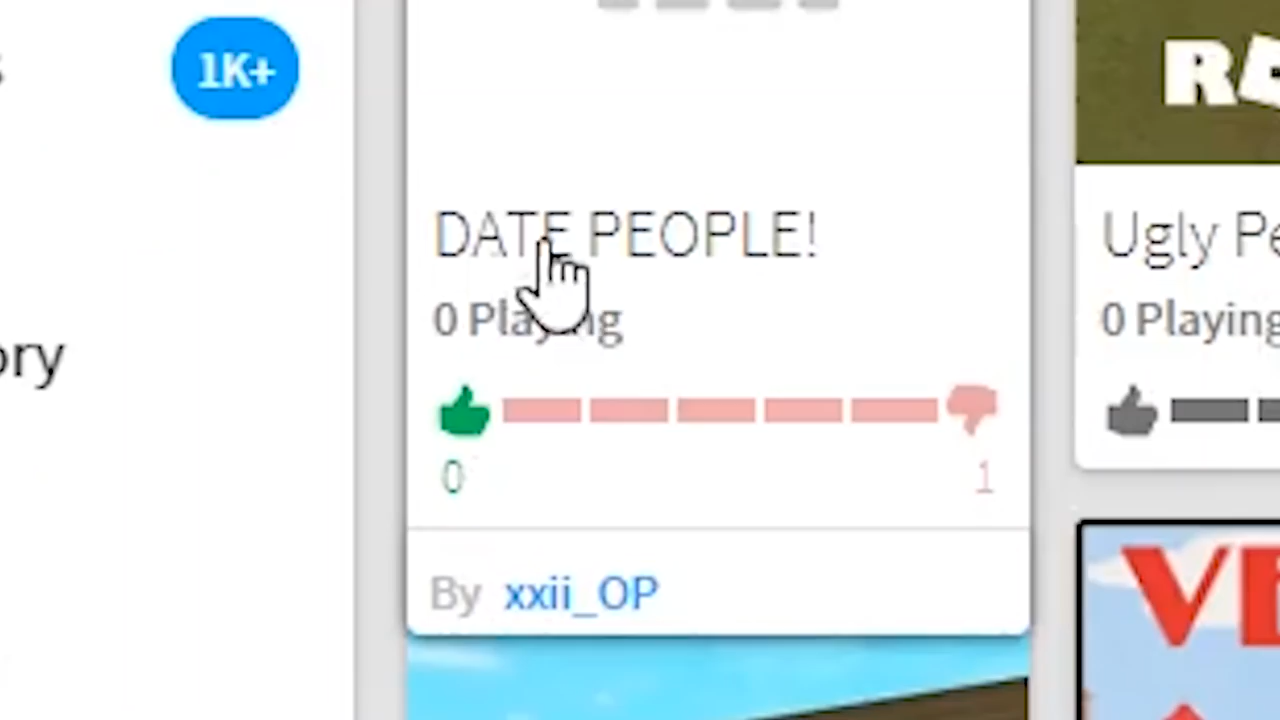 1K+
ory
DATE PEOPLE!
0 Playing
0
1
By xxii_OP
Ugly Pe
0 Playing